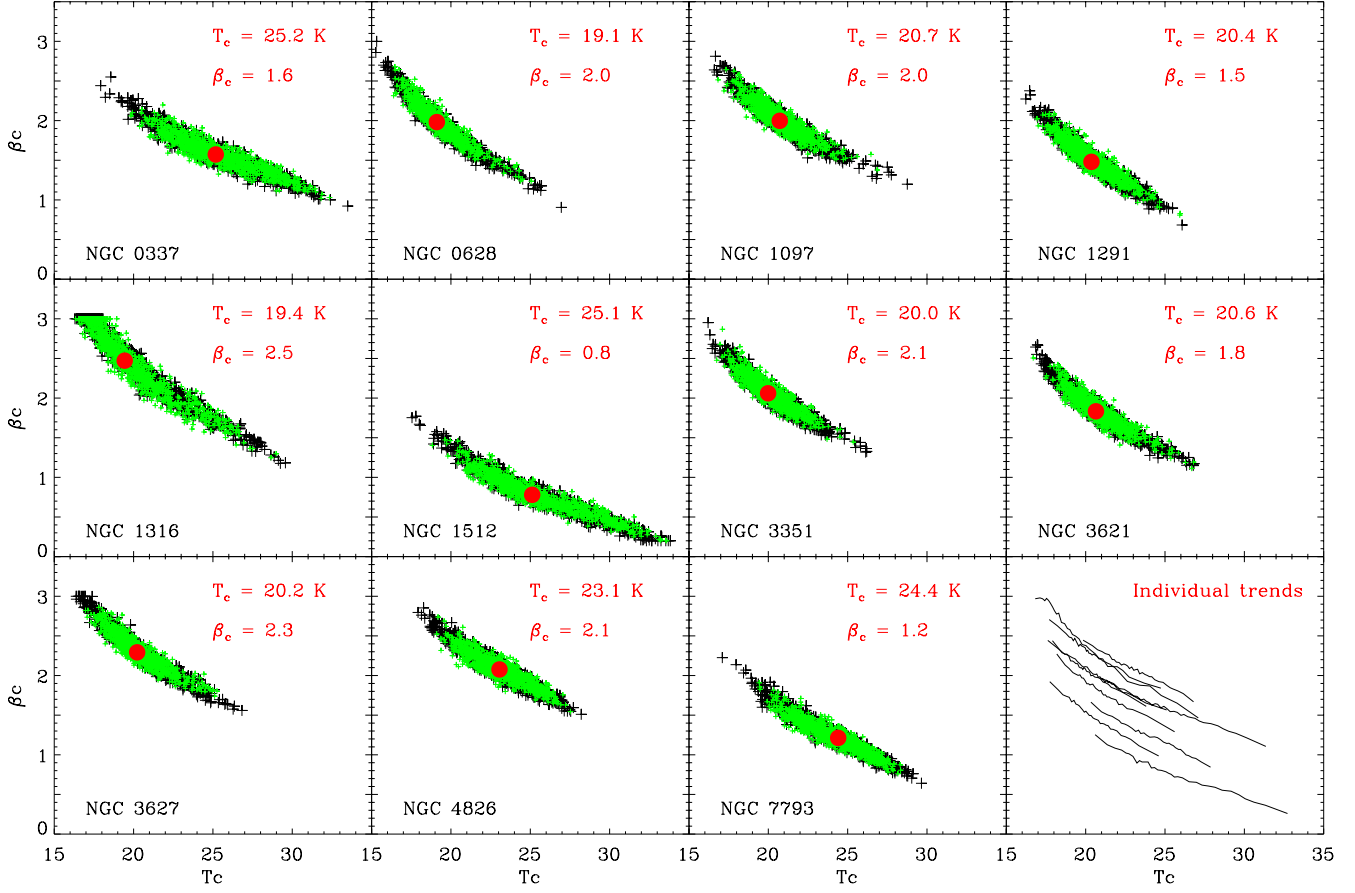 3
2
1
0
βc
T_c = 25.2 K
β_c = 1.6
NGC 0337
T_c = 19.1 K
β_c = 2.0
NGC 0628
T_c = 20.7 K
β_c = 2.0
NGC 1097
T_c = 20.4 K
β_c = 1.5
NGC 1291
15 20 25 30
3
2
1
0
βc
T_c = 19.4 K
β_c = 2.5
NGC 1316
T_c = 25.1 K
β_c = 0.8
NGC 1512
T_c = 20.0 K
β_c = 2.1
NGC 3351
T_c = 20.6 K
β_c = 1.8
NGC 3621
3
2
1
0
βc
T_c = 20.2 K
β_c = 2.3
NGC 3627
T_c = 23.1 K
β_c = 2.1
NGC 4826
T_c = 24.4 K
β_c = 1.2
NGC 7793
Individual trends
15 20 25 30 15 20 25 30 15 20 25 30 15 20 25 30 35
Tc Tc Tc Tc